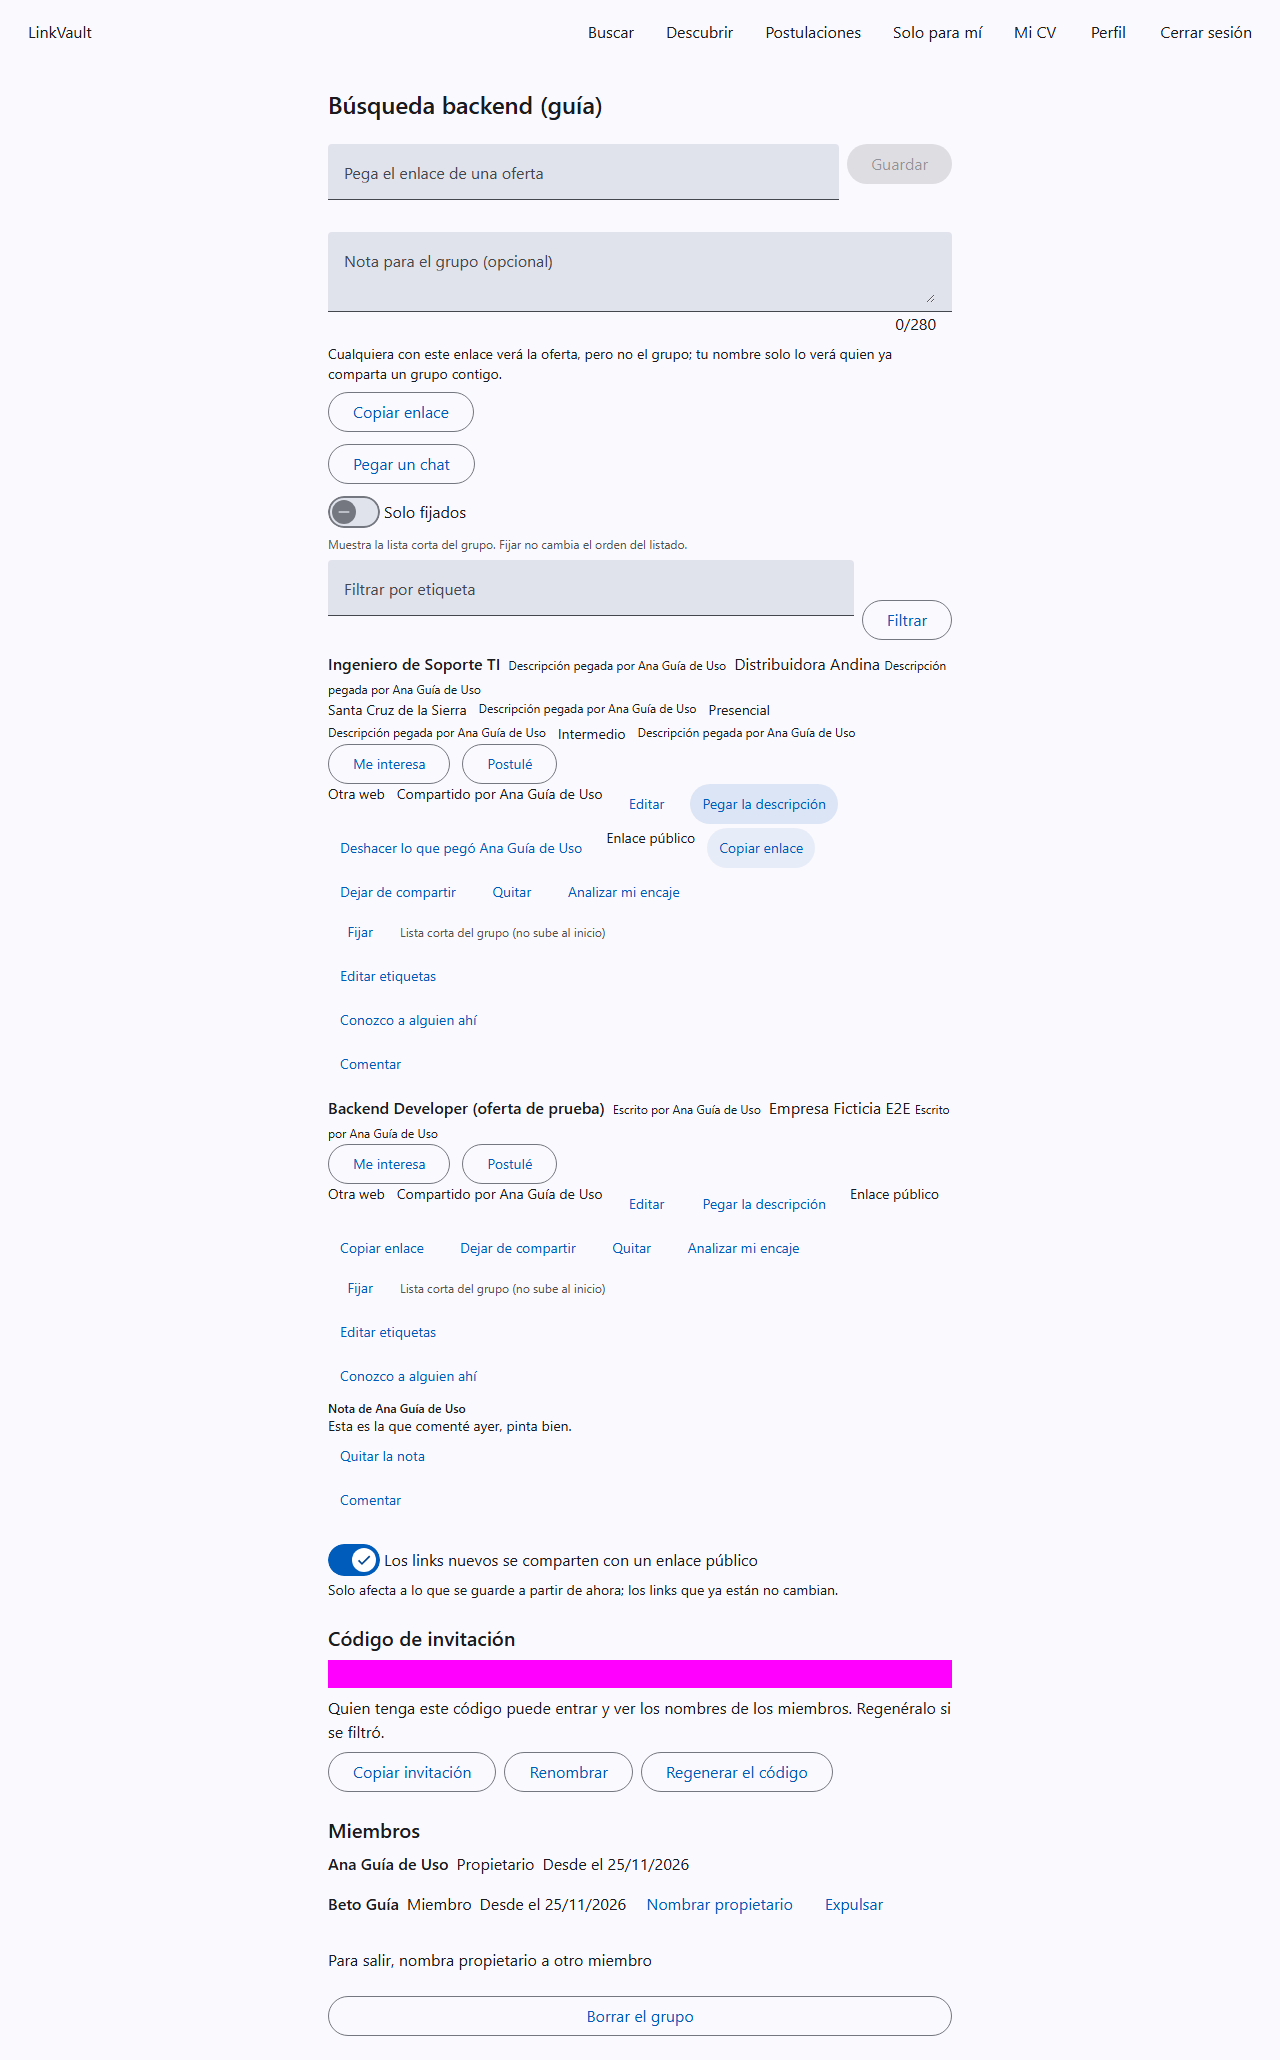 LinkVault Buscar Descubrir Postulaciones Solo para mí Mi CV Perfil Cerrar sesión
Búsqueda backend (guía)
Pega el enlace de una oferta Guardar
Nota para el grupo (opcional)
0/280
Cualquiera con este enlace verá la oferta, pero no el grupo; tu nombre solo lo verá quien ya
comparta un grupo contigo.
Copiar enlace
Pegar un chat
Solo fijados
Muestra la lista corta del grupo. Fijar no cambia el orden del listado.
Filtrar por etiqueta
Filtrar
Ingeniero de Soporte TI Descripción pegada por Ana Guía de Uso Distribuidora Andina Descripción
pegada por Ana Guía de Uso
Santa Cruz de la Sierra Descripción pegada por Ana Guía de Uso Presencial
Descripción pegada por Ana Guía de Uso Intermedio Descripción pegada por Ana Guía de Uso
Me interesa Postulé
Otra web Compartido por Ana Guía de Uso Editar Pegar la descripción
Deshacer lo que pegó Ana Guía de Uso Enlace público Copiar enlace
Dejar de compartir Quitar Analizar mi encaje
Fijar Lista corta del grupo (no sube al inicio)
Editar etiquetas
Conozco a alguien ahí
Comentar
Backend Developer (oferta de prueba) Escrito por Ana Guía de Uso Empresa Ficticia E2E Escrito
por Ana Guía de Uso
Me interesa Postulé
Otra web Compartido por Ana Guía de Uso Editar Pegar la descripción Enlace público
Copiar enlace Dejar de compartir Quitar Analizar mi encaje
Fijar Lista corta del grupo (no sube al inicio)
Editar etiquetas
Conozco a alguien ahí
Nota de Ana Guía de Uso
Esta es la que comenté ayer, pinta bien.
Quitar la nota
Comentar
Los links nuevos se comparten con un enlace público
Solo afecta a lo que se guarde a partir de ahora; los links que ya están no cambian.
Código de invitación
Quien tenga este código puede entrar y ver los nombres de los miembros. Regenéralo si
se filtró.
Copiar invitación Renombrar Regenerar el código
Miembros
Ana Guía de Uso Propietario Desde el 25/11/2026
Beto Guía Miembro Desde el 25/11/2026 Nombrar propietario Expulsar
Para salir, nombra propietario a otro miembro
Borrar el grupo